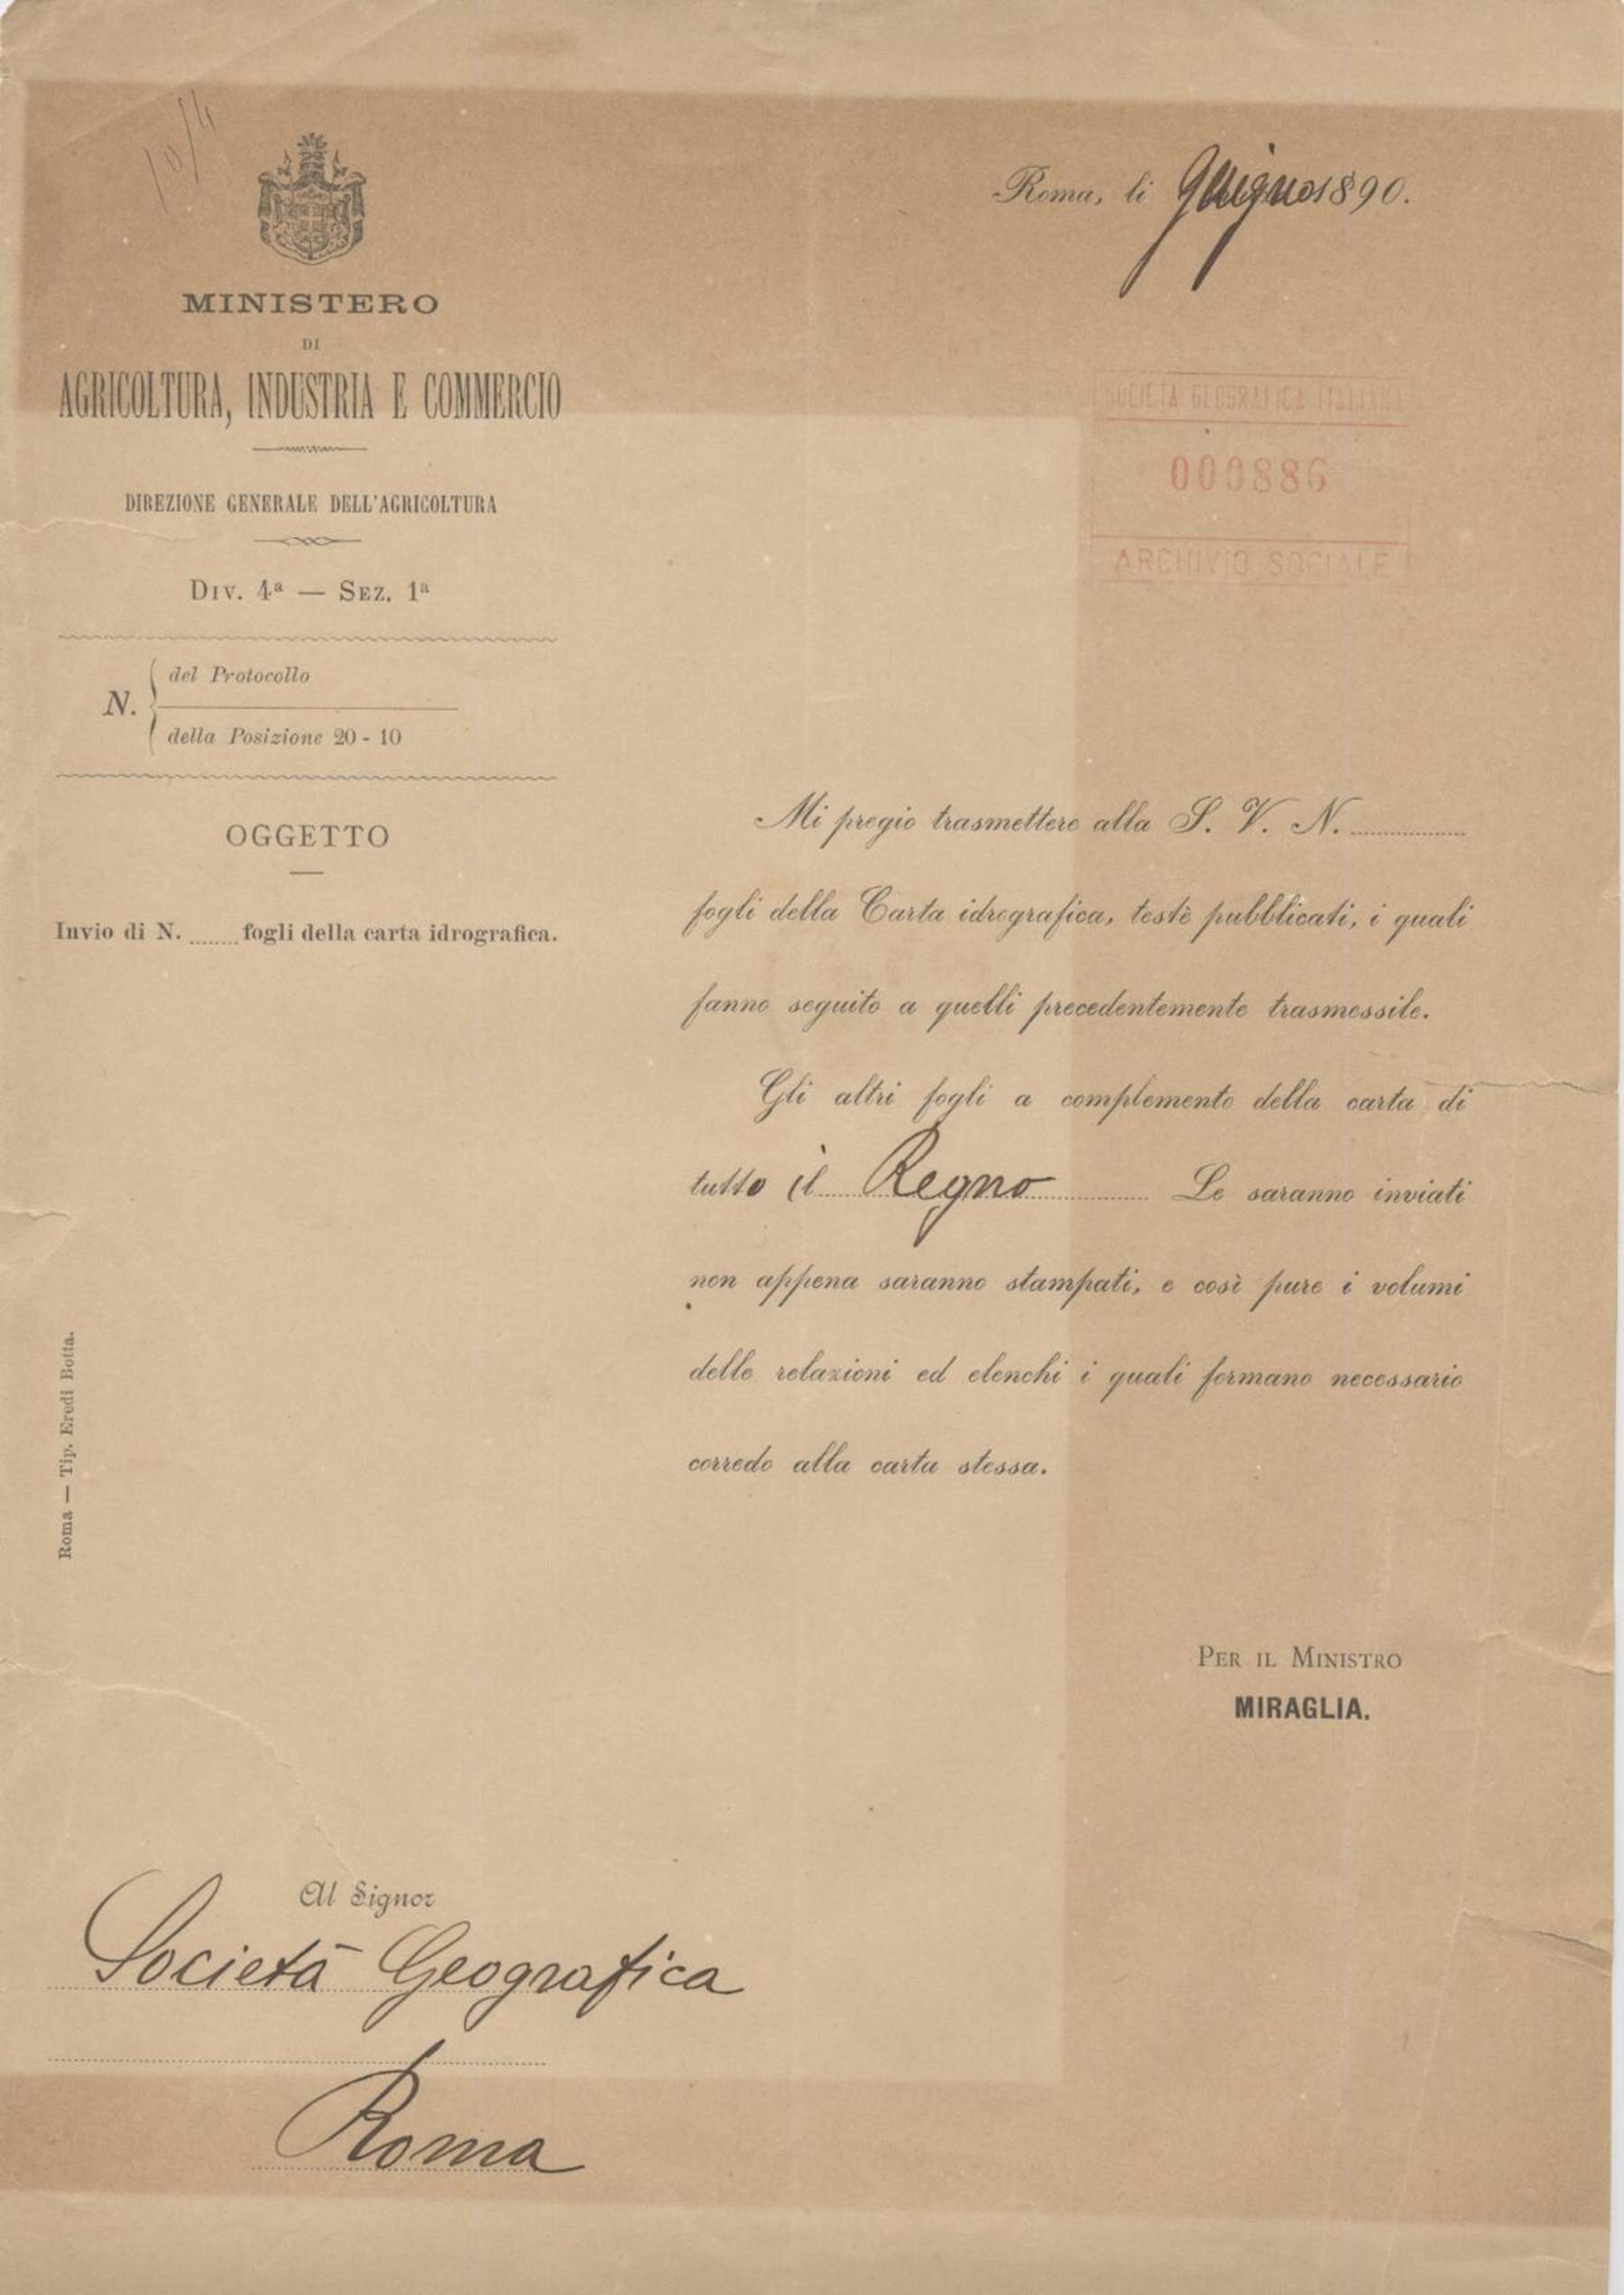 10/4
MINISTERO
DI
AGRICOLTURA, INDUSTRIA E COMMERCIO
DIREZIONE GENERALE DELL'AGRICOLTURA
DIV. 4ª — SEZ. 1ª
N.
del Protocollo
della Posizione 20 - 10
OGGETTO
Invio di N. ...... fogli della carta idrografica.
Roma, li giugno 1890.
SOCIETÀ GEOGRAFICA ITALIANA
000886
ARCHIVIO SOCIALE
Mi pregio trasmettere alla S. V. N. ............
fogli della Carta idrografica, testè pubblicati, i quali
fanno seguito a quelli precedentemente trasmessile.
Gli altri fogli a complemento della carta di
tutto il Regno Le saranno inviati
non appena saranno stampati, e così pure i volumi
delle relazioni ed elenchi i quali formano necessario
corredo alla carta stessa.
PER IL MINISTRO
MIRAGLIA.
Roma — Tip. Eredi Botta.
Al Signor
Società Geografica
Roma